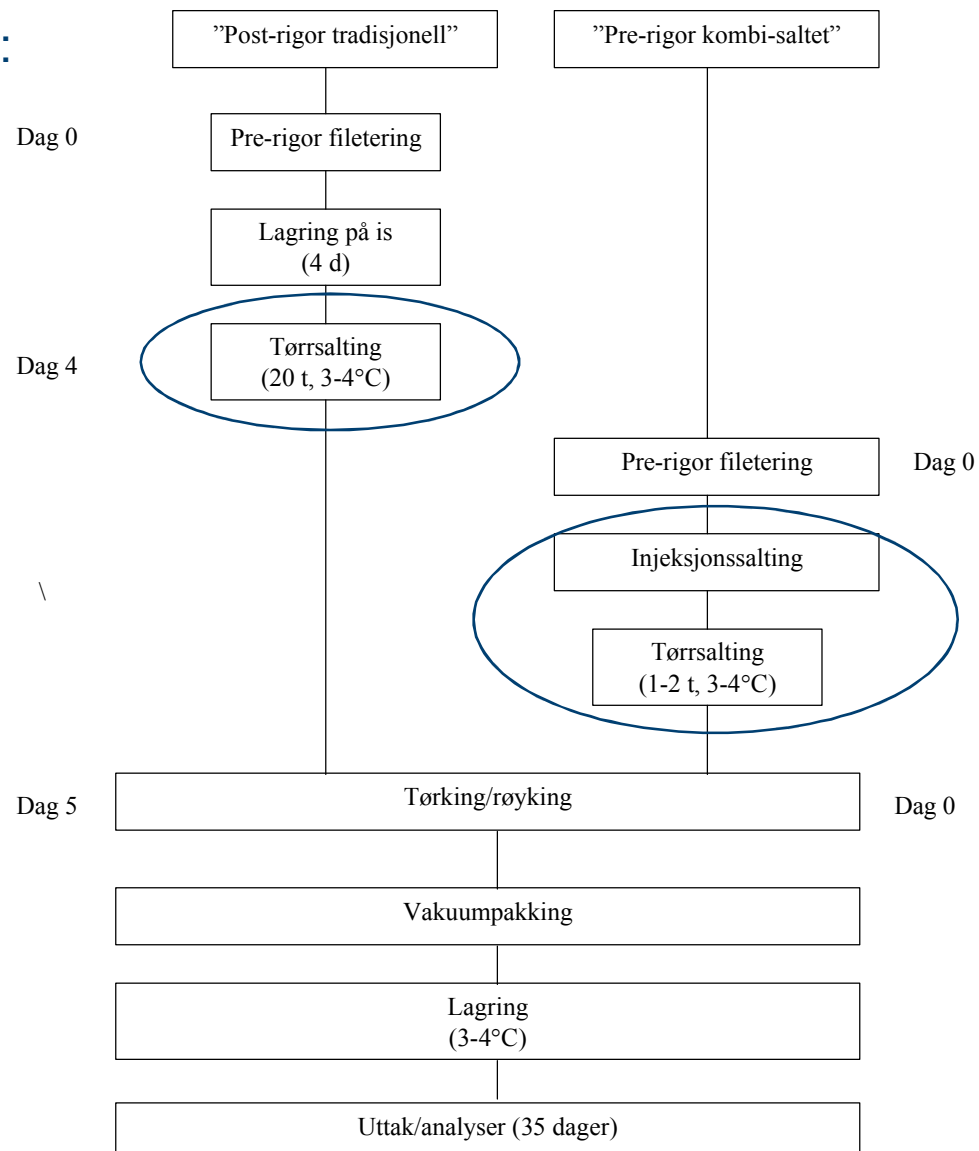 :
”Post-rigor tradisjonell”
”Pre-rigor kombi-saltet”
Dag 0
Pre-rigor filetering
Lagring på is
(4 d)
Dag 4
Tørrsalting
(20 t, 3-4°C)
Pre-rigor filetering
Dag 0
Injeksjonssalting
\
Tørrsalting
(1-2 t, 3-4°C)
Dag 5
Tørking/røyking
Dag 0
Vakuumpakking
Lagring
(3-4°C)
Uttak/analyser (35 dager)